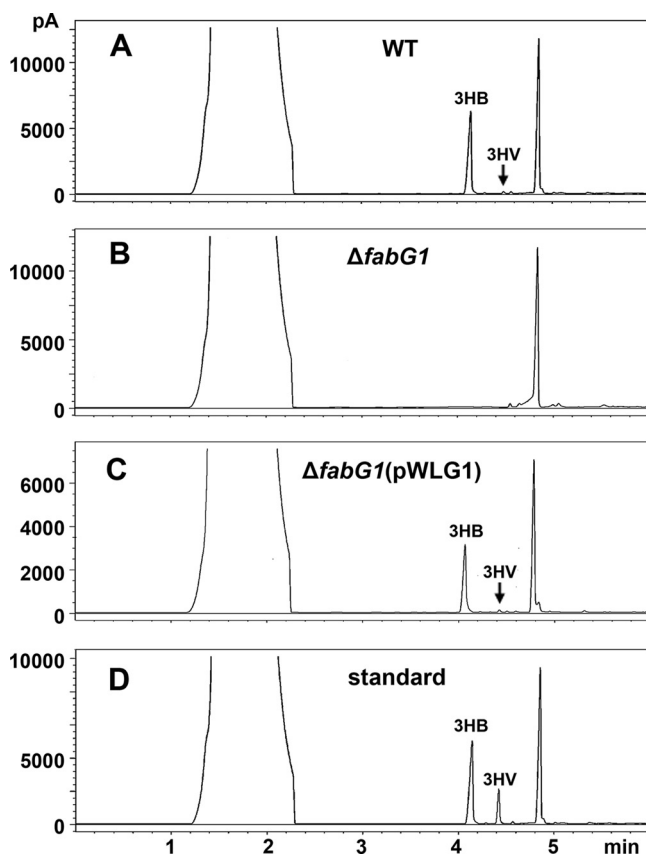 pA
A
WT
10000
3HB
5000
3HV
0
B
ΔfabG1
10000
5000
0
C
ΔfabG1(pWLG1)
6000
3HB
4000
3HV
2000
0
10000
D
standard
3HB
5000
3HV
0
1 2 3 4 5 min